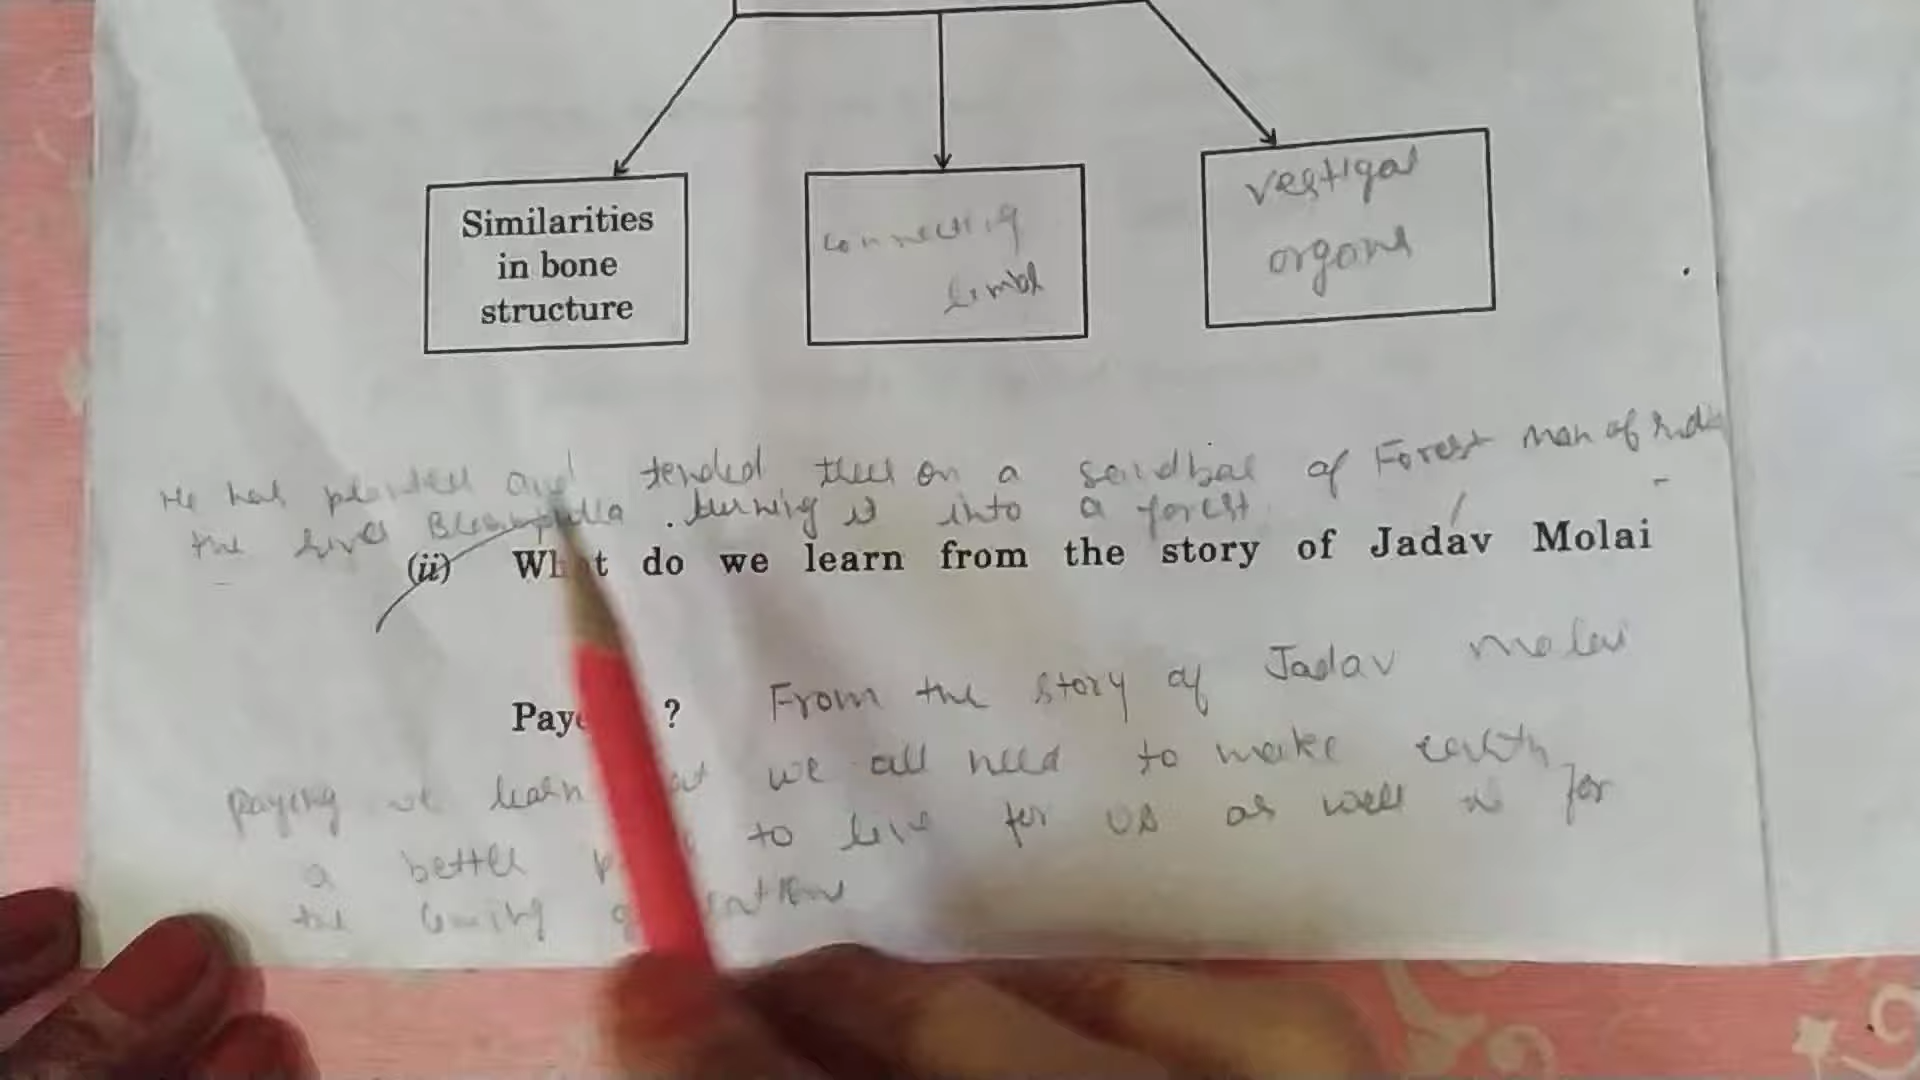 Similarities
in bone
structure
connecting
limbs
vestigal
organs
Forest Man of India
He has planted and tended tree on a sandbar of
the river turning it into a forest
(ii) What do we learn from the story of Jadav Molai
? From the story of Jadav Molai
paying we learn we all need to make earth
a better to live for us as well as for
the coming